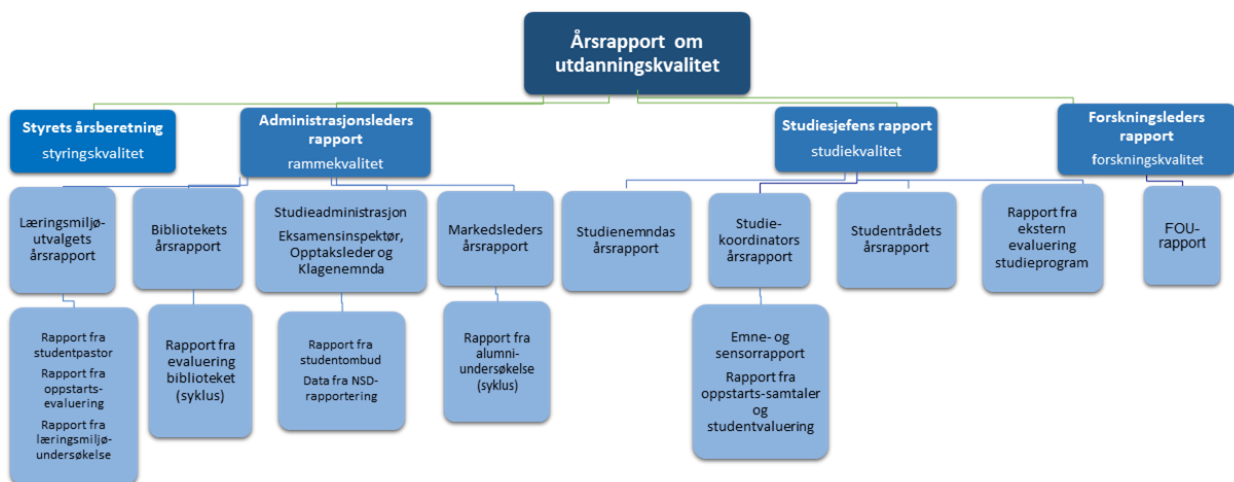 Årsrapport om
utdanningskvalitet
Styrets årsberetning
styringskvalitet
Administrasjonsleders
rapport
rammekvalitet
Studiesjefens rapport
studiekvalitet
Forskningsleders
rapport
forskningskvalitet
Læringsmiljø-
utvalgets
årsrapport
Bibliotekets
årsrapport
Studieadministrasjon
Eksamensinspektør,
Opptaksleder og
Klagenemnda
Markedsleders
årsrapport
Studienemndas
årsrapport
Studie-
koordinators
årsrapport
Studentrådets
årsrapport
Rapport fra
ekstern
evaluering
studieprogram
FOU-
rapport
Rapport fra
studentpastor
Rapport fra
oppstarts-
evaluering
Rapport fra
læringsmiljø-
undersøkelse
Rapport fra
evaluering
biblioteket
(syklus)
Rapport fra
studentombud
Data fra NSD-
rapportering
Rapport fra
alumni-
undersøkelse
(syklus)
Emne- og
sensorrapport
Rapport fra
oppstarts-samtaler
og
studentvaluering